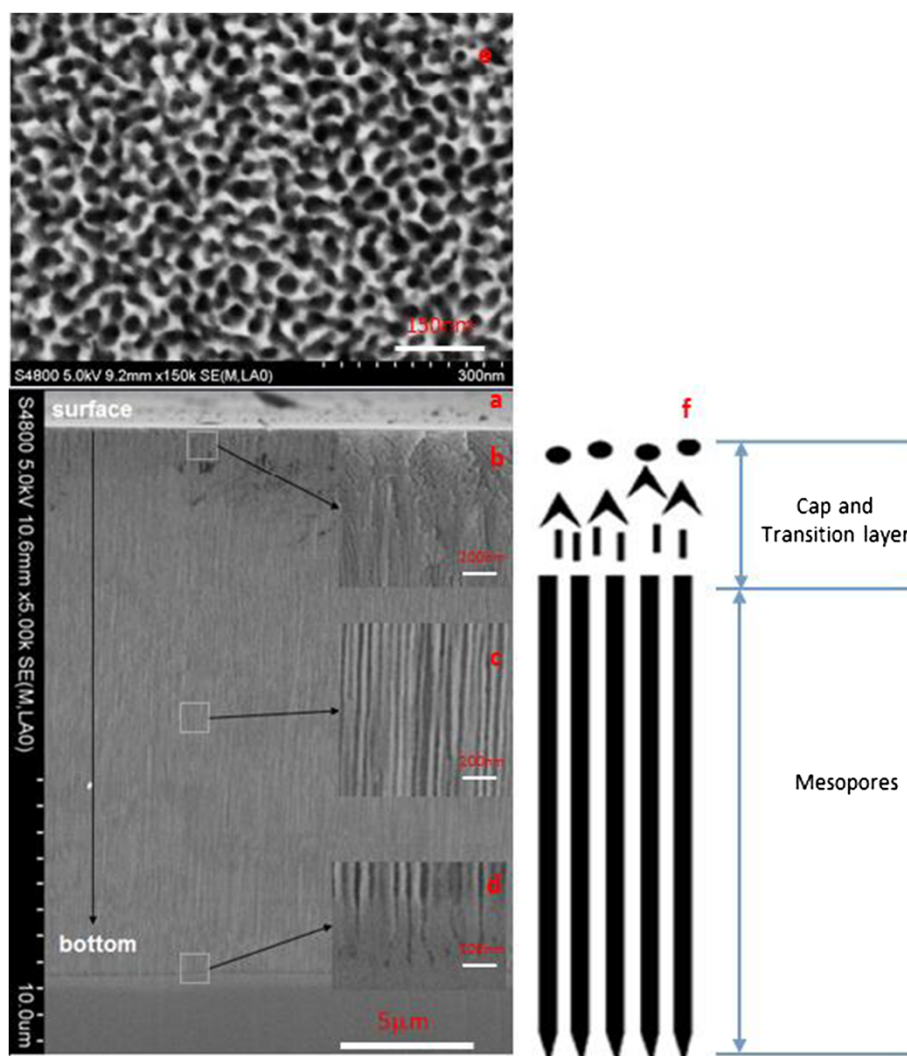 e
150nm
S4800 5.0kV 9.2mm x150k SE(M,LA0)
300nm
S4800 5.0kV 10.6mm x5.00k SE(M,LA0)
10.0um
surface
a
b
200nm
c
200nm
d
bottom
5μm
f
Cap and
Transition layer
Mesopores